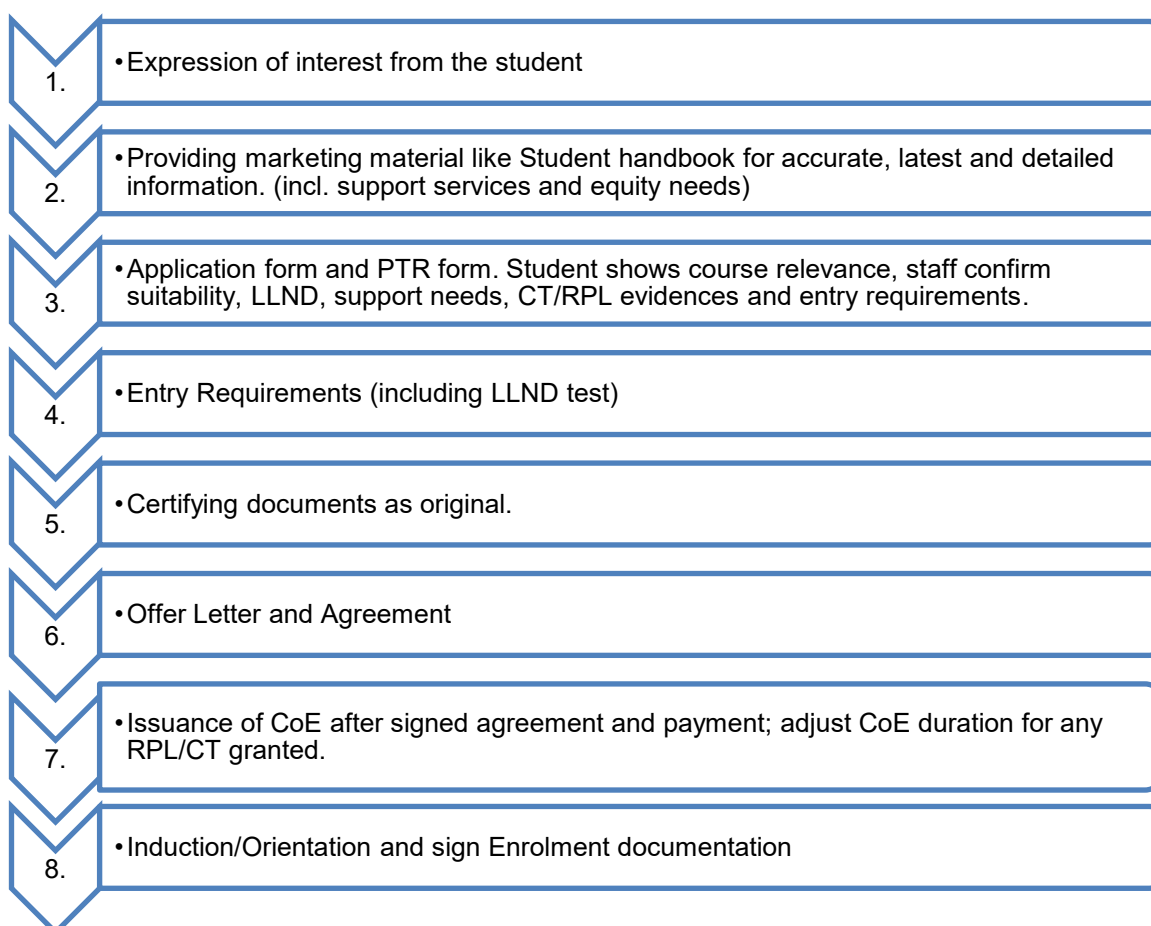 1.
•Expression of interest from the student
2.
•Providing marketing material like Student handbook for accurate, latest and detailed
information. (incl. support services and equity needs)
3.
•Application form and PTR form. Student shows course relevance, staff confirm
suitability, LLND, support needs, CT/RPL evidences and entry requirements.
4.
•Entry Requirements (including LLND test)
5.
•Certifying documents as original.
6.
•Offer Letter and Agreement
7.
•Issuance of CoE after signed agreement and payment; adjust CoE duration for any
RPL/CT granted.
8.
•Induction/Orientation and sign Enrolment documentation